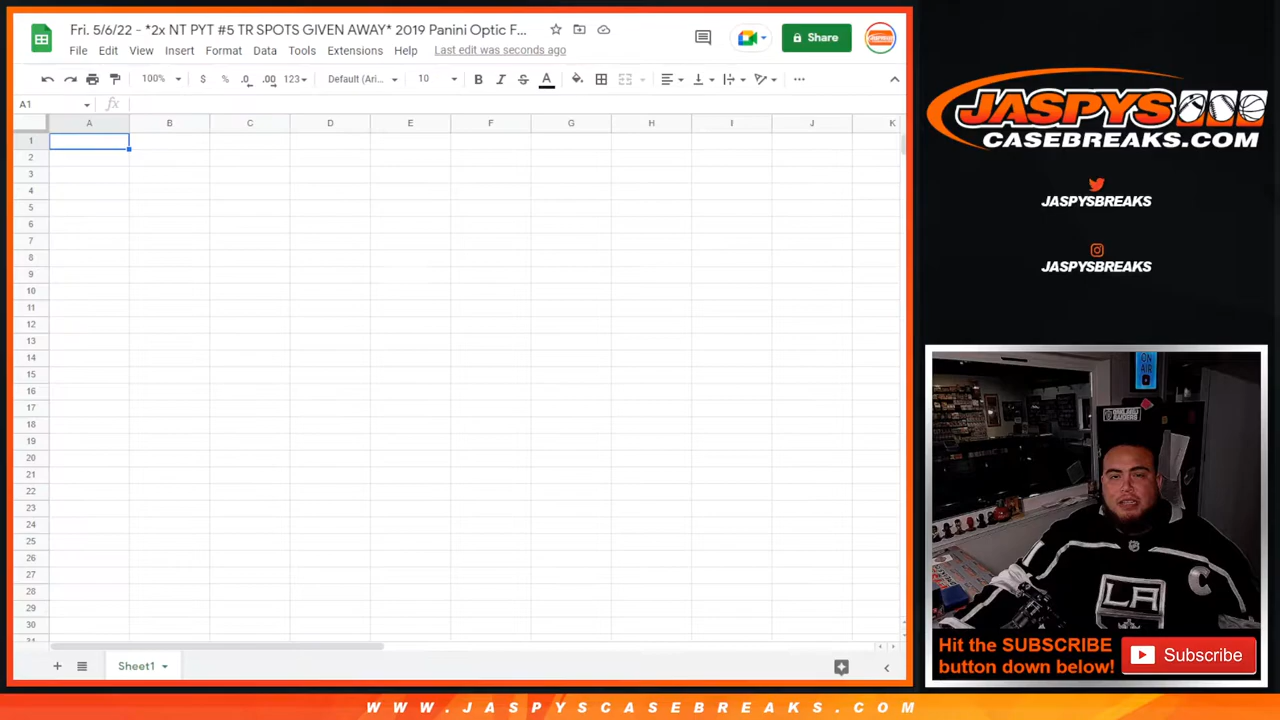 Fri. 5/6/22 - *2x NT PYT #5 TR SPOTS GIVEN AWAY* 2019 Panini Optic F...
File Edit View Insert Format Data Tools Extensions Help Last edit was seconds ago
Share
100% $ % .0 .00 123 Default (Ari... 10 B I S A
A1 fx
A B C D E F G H I J K
1
2
3
4
5
6
7
8
9
10
11
12
13
14
15
16
17
18
19
20
21
22
23
24
25
26
27
28
29
30
31
Sheet1
JASPYS
CASEBREAKS.COM
JASPYSBREAKS
JASPYSBREAKS
ON
AIR
LA
C
Hit the SUBSCRIBE
button down below!
Subscribe
WWW.JASPYSCASEBREAKS.COM